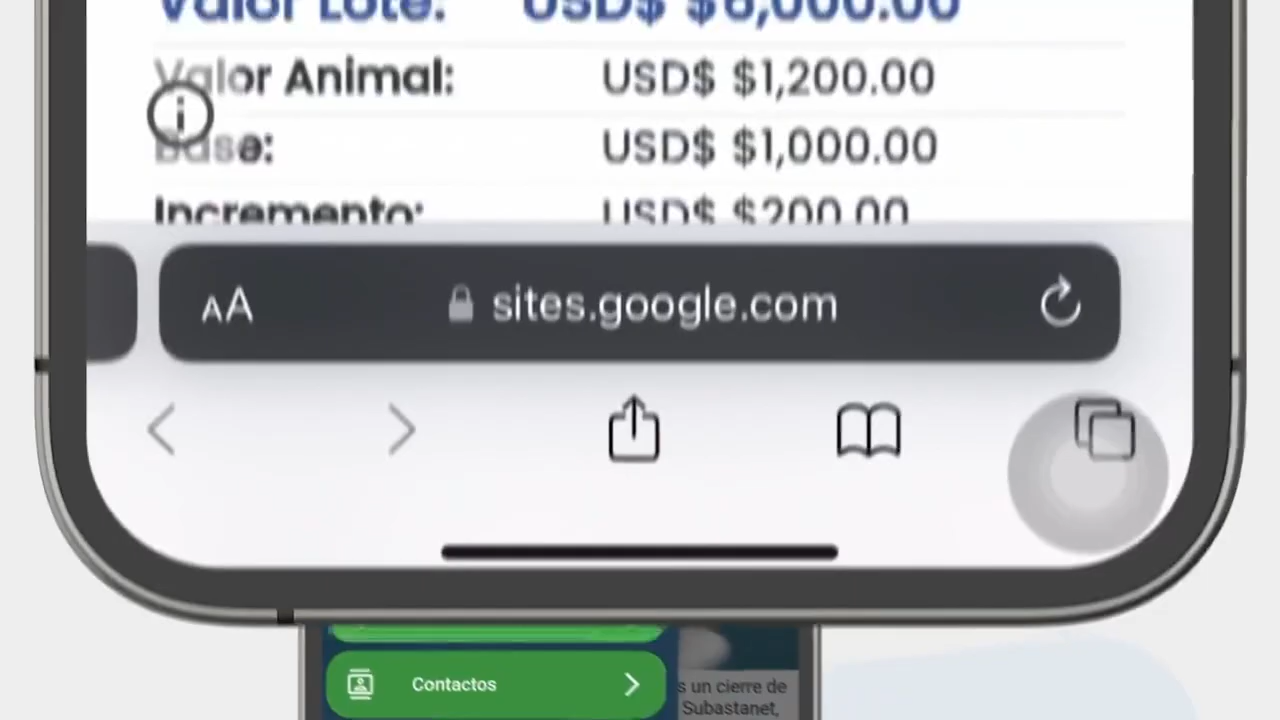 Valor Lote: USD$ $6,000.00
Valor Animal: USD$ $1,200.00
Base: USD$ $1,000.00
Incremento: USD$ $200.00
AA sites.google.com
Contactos
s un cierre de
Subastanet,